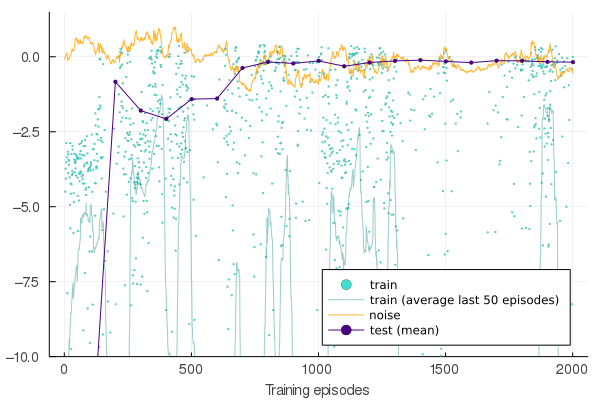 0.0
−2.5
−5.0
−7.5
−10.0
train
train (average last 50 episodes)
noise
test (mean)
0 500 1000 1500 2000
Training episodes